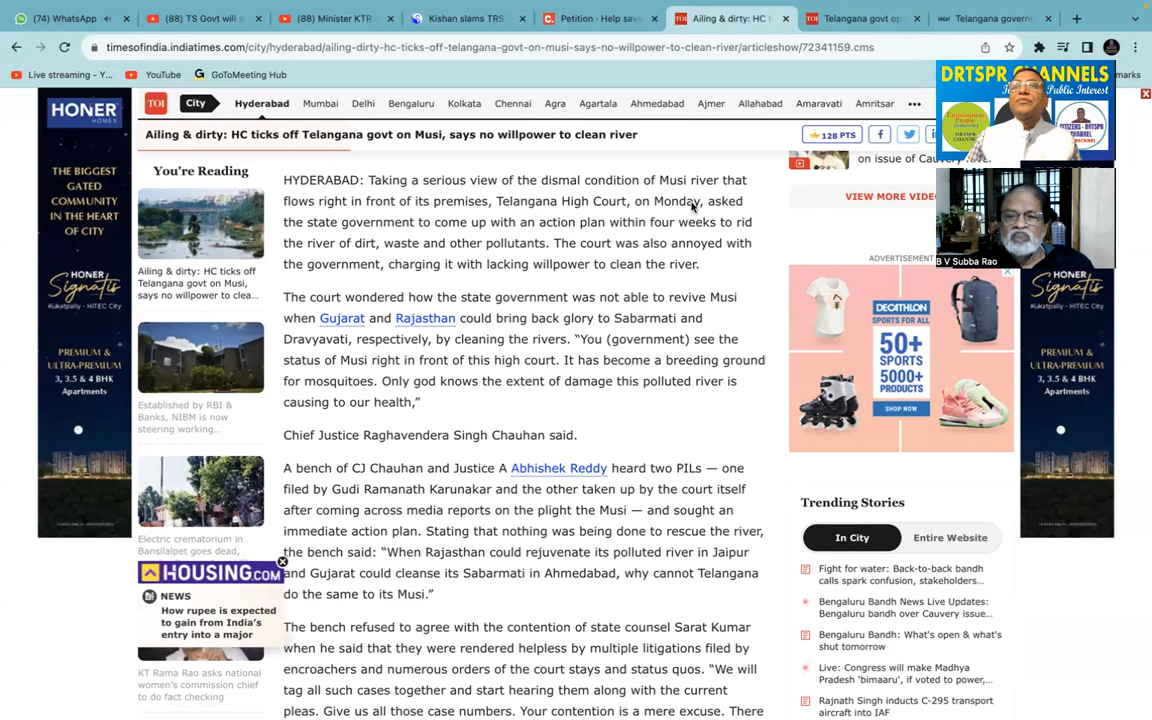 (74) WhatsApp
(88) TS Govt will s
(88) Minister KTR
Kishan slams TRS
Petition · Help save
Ailing & dirty: HC t
Telangana govt op
Telangana govern
timesofindia.indiatimes.com/city/hyderabad/ailing-dirty-hc-ticks-off-telangana-govt-on-musi-says-no-willpower-to-clean-river/articleshow/72341159.cms
Live streaming - Y...
YouTube
GoToMeeting Hub
marks
TOI
City
Hyderabad
Mumbai
Delhi
Bengaluru
Kolkata
Chennai
Agra
Agartala
Ahmedabad
Ajmer
Allahabad
Amaravati
Amritsar
Ailing & dirty: HC ticks off Telangana govt on Musi, says no willpower to clean river
128 PTS
DRTSPR CHANNELS
Public Interest
B V Subba Rao
HONER
HOMES
THE BIGGEST
GATED
COMMUNITY
IN THE HEART
OF CITY
HONER
Signatis
Kukatpally - HITEC City
PREMIUM &
ULTRA-PREMIUM
3, 3.5 & 4 BHK
Apartments
You're Reading
Ailing & dirty: HC ticks off
Telangana govt on Musi,
says no willpower to clea...
Established by RBI &
Banks, NIBM is now
steering working...
Electric crematorium in
Bansilalpet goes dead,
HOUSING.COM
NEWS
How rupee is expected
to gain from India's
entry into a major
KT Rama Rao asks national
women's commission chief
to do fact checking
HYDERABAD: Taking a serious view of the dismal condition of Musi river that
flows right in front of its premises, Telangana High Court, on Monday, asked
the state government to come up with an action plan within four weeks to rid
the river of dirt, waste and other pollutants. The court was also annoyed with
the government, charging it with lacking willpower to clean the river.
The court wondered how the state government was not able to revive Musi
when Gujarat and Rajasthan could bring back glory to Sabarmati and
Dravyavati, respectively, by cleaning the rivers. “You (government) see the
status of Musi right in front of this high court. It has become a breeding ground
for mosquitoes. Only god knows the extent of damage this polluted river is
causing to our health,”
Chief Justice Raghavendera Singh Chauhan said.
A bench of CJ Chauhan and Justice A Abhishek Reddy heard two PILs — one
filed by Gudi Ramanath Karunakar and the other taken up by the court itself
after coming across media reports on the plight the Musi — and sought an
immediate action plan. Stating that nothing was being done to rescue the river,
the bench said: “When Rajasthan could rejuvenate its polluted river in Jaipur
and Gujarat could cleanse its Sabarmati in Ahmedabad, why cannot Telangana
do the same to its Musi.”
The bench refused to agree with the contention of state counsel Sarat Kumar
when he said that they were rendered helpless by multiple litigations filed by
encroachers and numerous orders of the court stays and status quos. “We will
tag all such cases together and start hearing them along with the current
pleas. Give us all those case numbers. Your contention is a mere excuse. There
on issue of Cauvery
VIEW MORE VIDEO
ADVERTISEMENT
DECATHLON
SPORTS FOR ALL
50+
SPORTS
5000+
PRODUCTS
SHOP NOW
Trending Stories
In City
Entire Website
Fight for water: Back-to-back Bandh
calls spark confusion, stakeholders...
Bengaluru Bandh News Live Updates:
Bengaluru bandh over Cauvery issue...
Bengaluru Bandh: What's open & what's
shut tomorrow
Live: Congress will make Madhya
Pradesh 'bimaaru', if voted to power,...
Rajnath Singh inducts C-295 transport
aircraft into IAF
HONER
Signatis
Kukatpally - HITEC City
PREMIUM &
ULTRA-PREMIUM
3, 3.5 & 4 BHK
Apartments